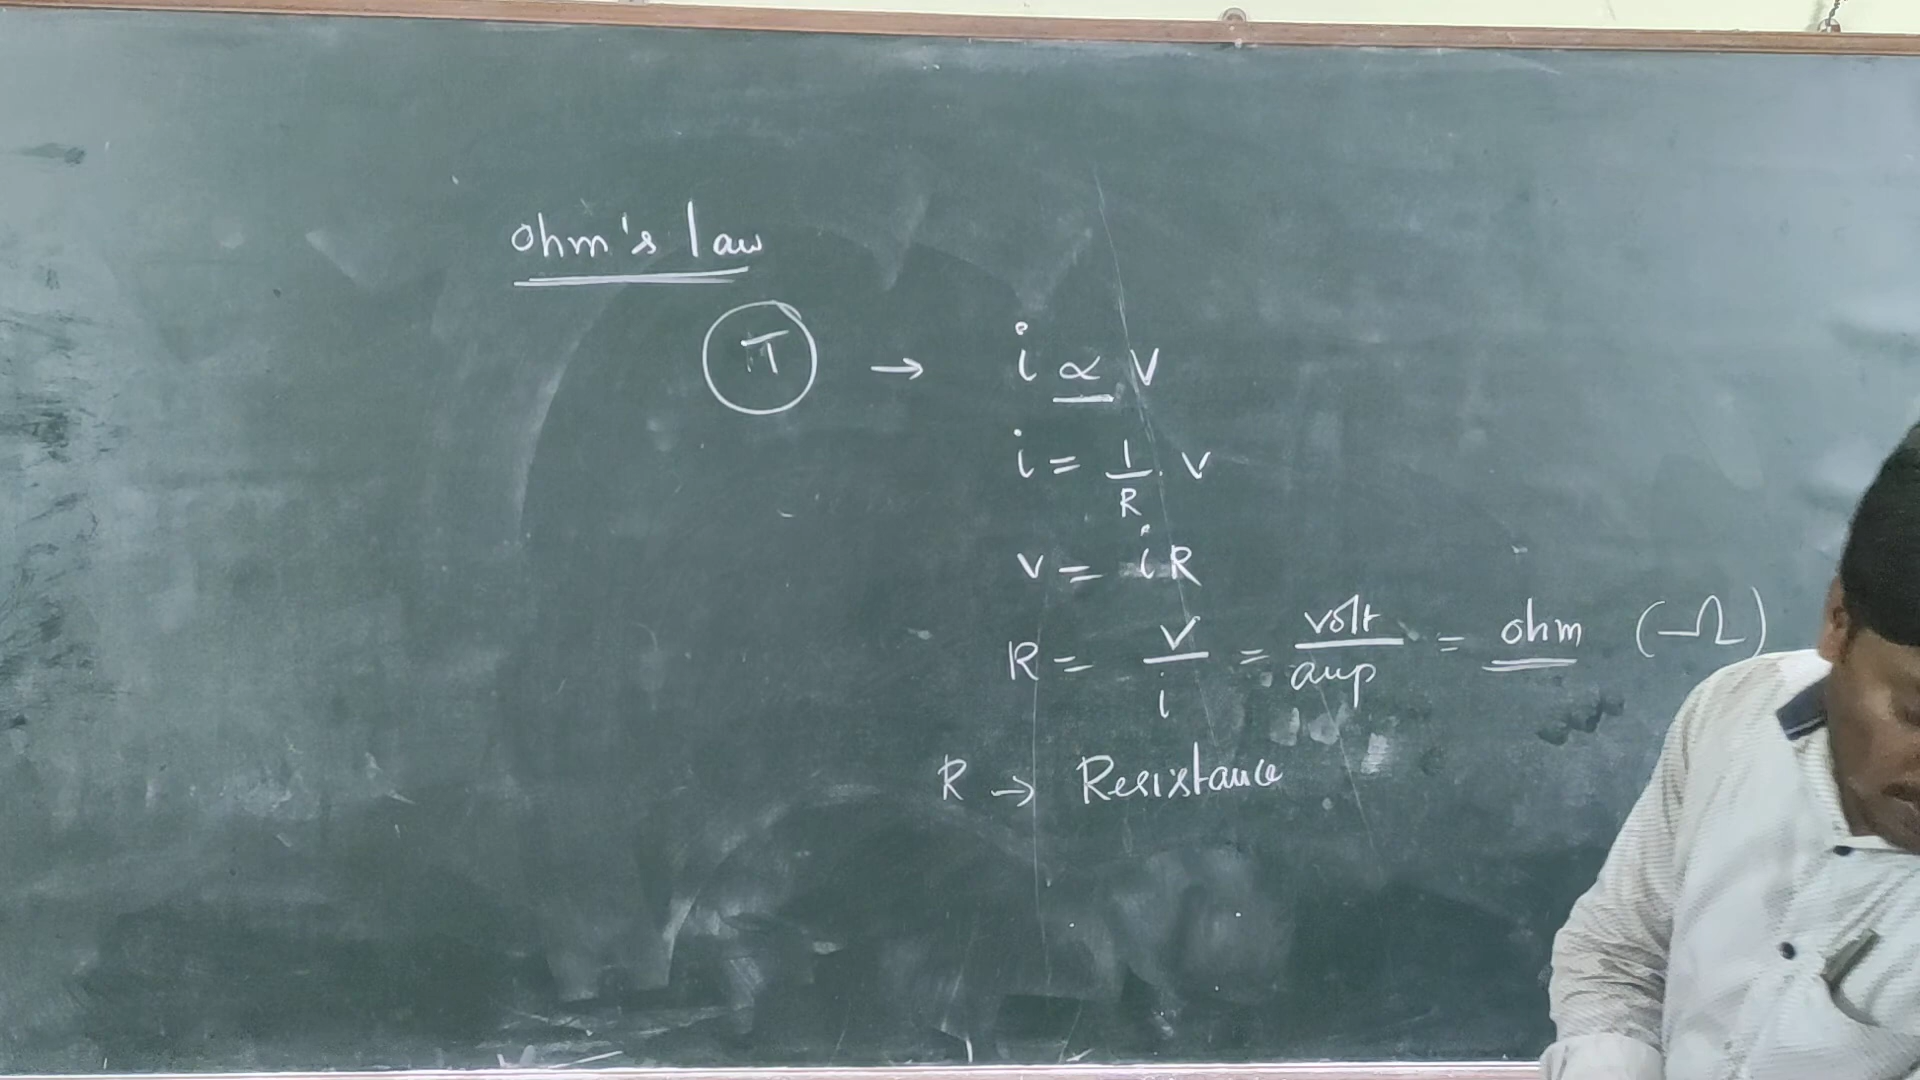 ohm's law
T → i ∝ V
i = 1/R . V
V = iR
R = V/i = volt/amp = ohm (Ω)
R → Resistance